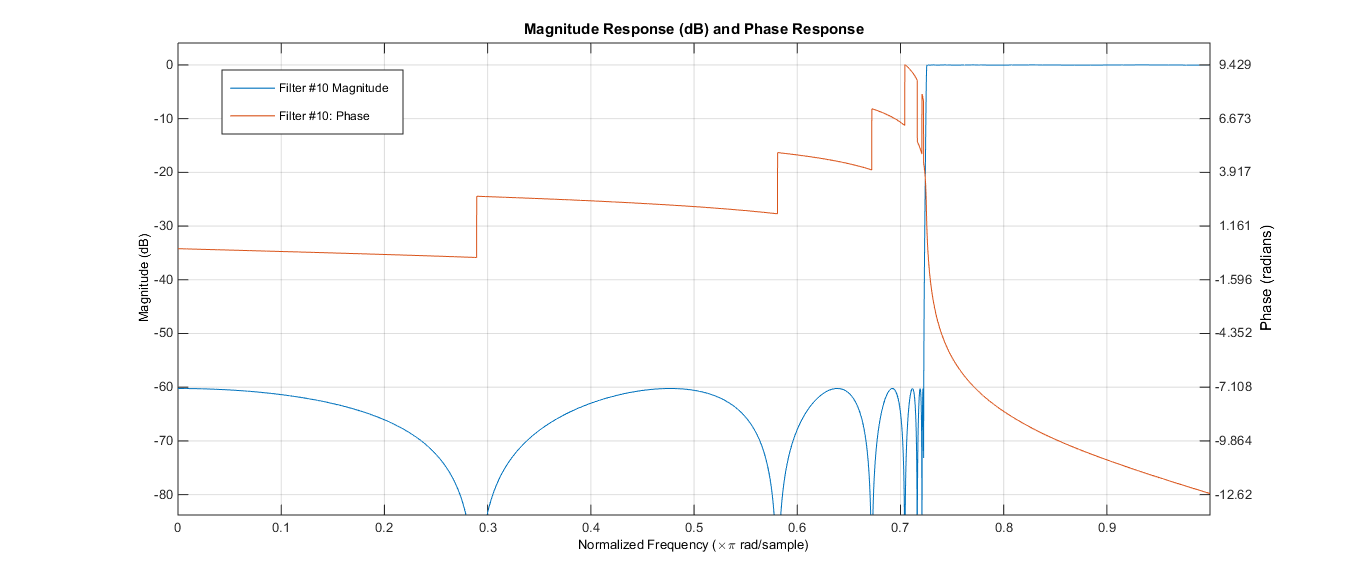 Magnitude Response (dB) and Phase Response
Filter #10 Magnitude
Filter #10: Phase
Magnitude (dB)
0
-10
-20
-30
-40
-50
-60
-70
-80
9.429
6.673
3.917
1.161
-1.596
-4.352
-7.108
-9.864
-12.62
Phase (radians)
0 0.1 0.2 0.3 0.4 0.5 0.6 0.7 0.8 0.9
Normalized Frequency (×π rad/sample)